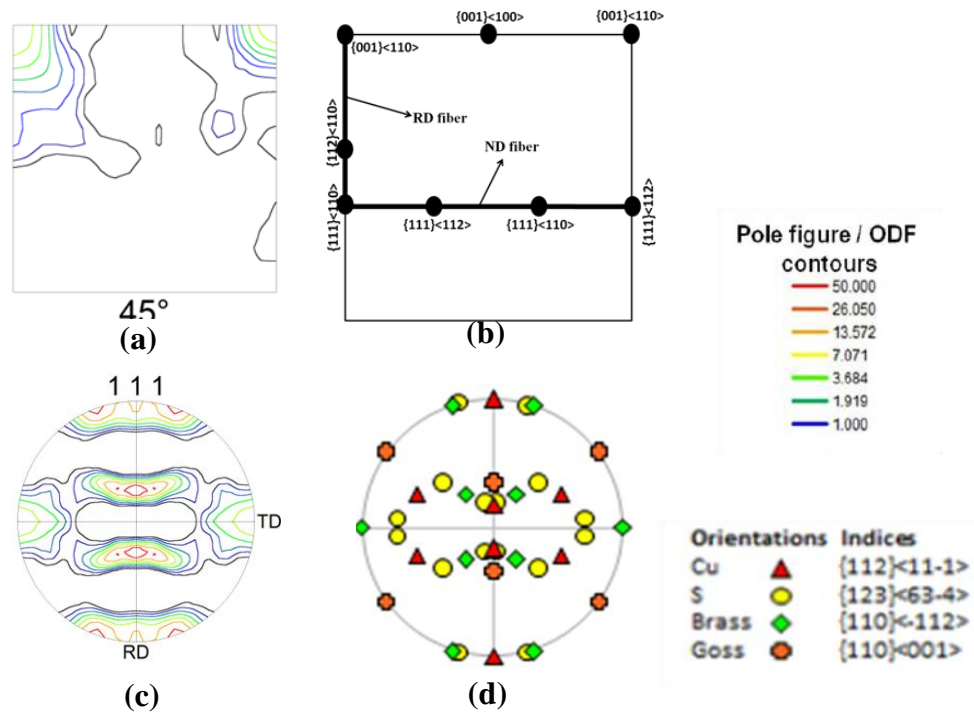 45°
(a)
{001}<100>
{001}<110>
{001}<110>
{112}<110>
RD fiber
ND fiber
{111}<110>
{111}<112>
{111}<110>
{111}<112>
(b)
Pole figure / ODF
contours
50.000
26.050
13.572
7.071
3.684
1.919
1.000
1 1 1
TD
RD
(c)
(d)
Orientations Indices
Cu {112}<11-1>
S {123}<63-4>
Brass {110}<-112>
Goss {110}<001>